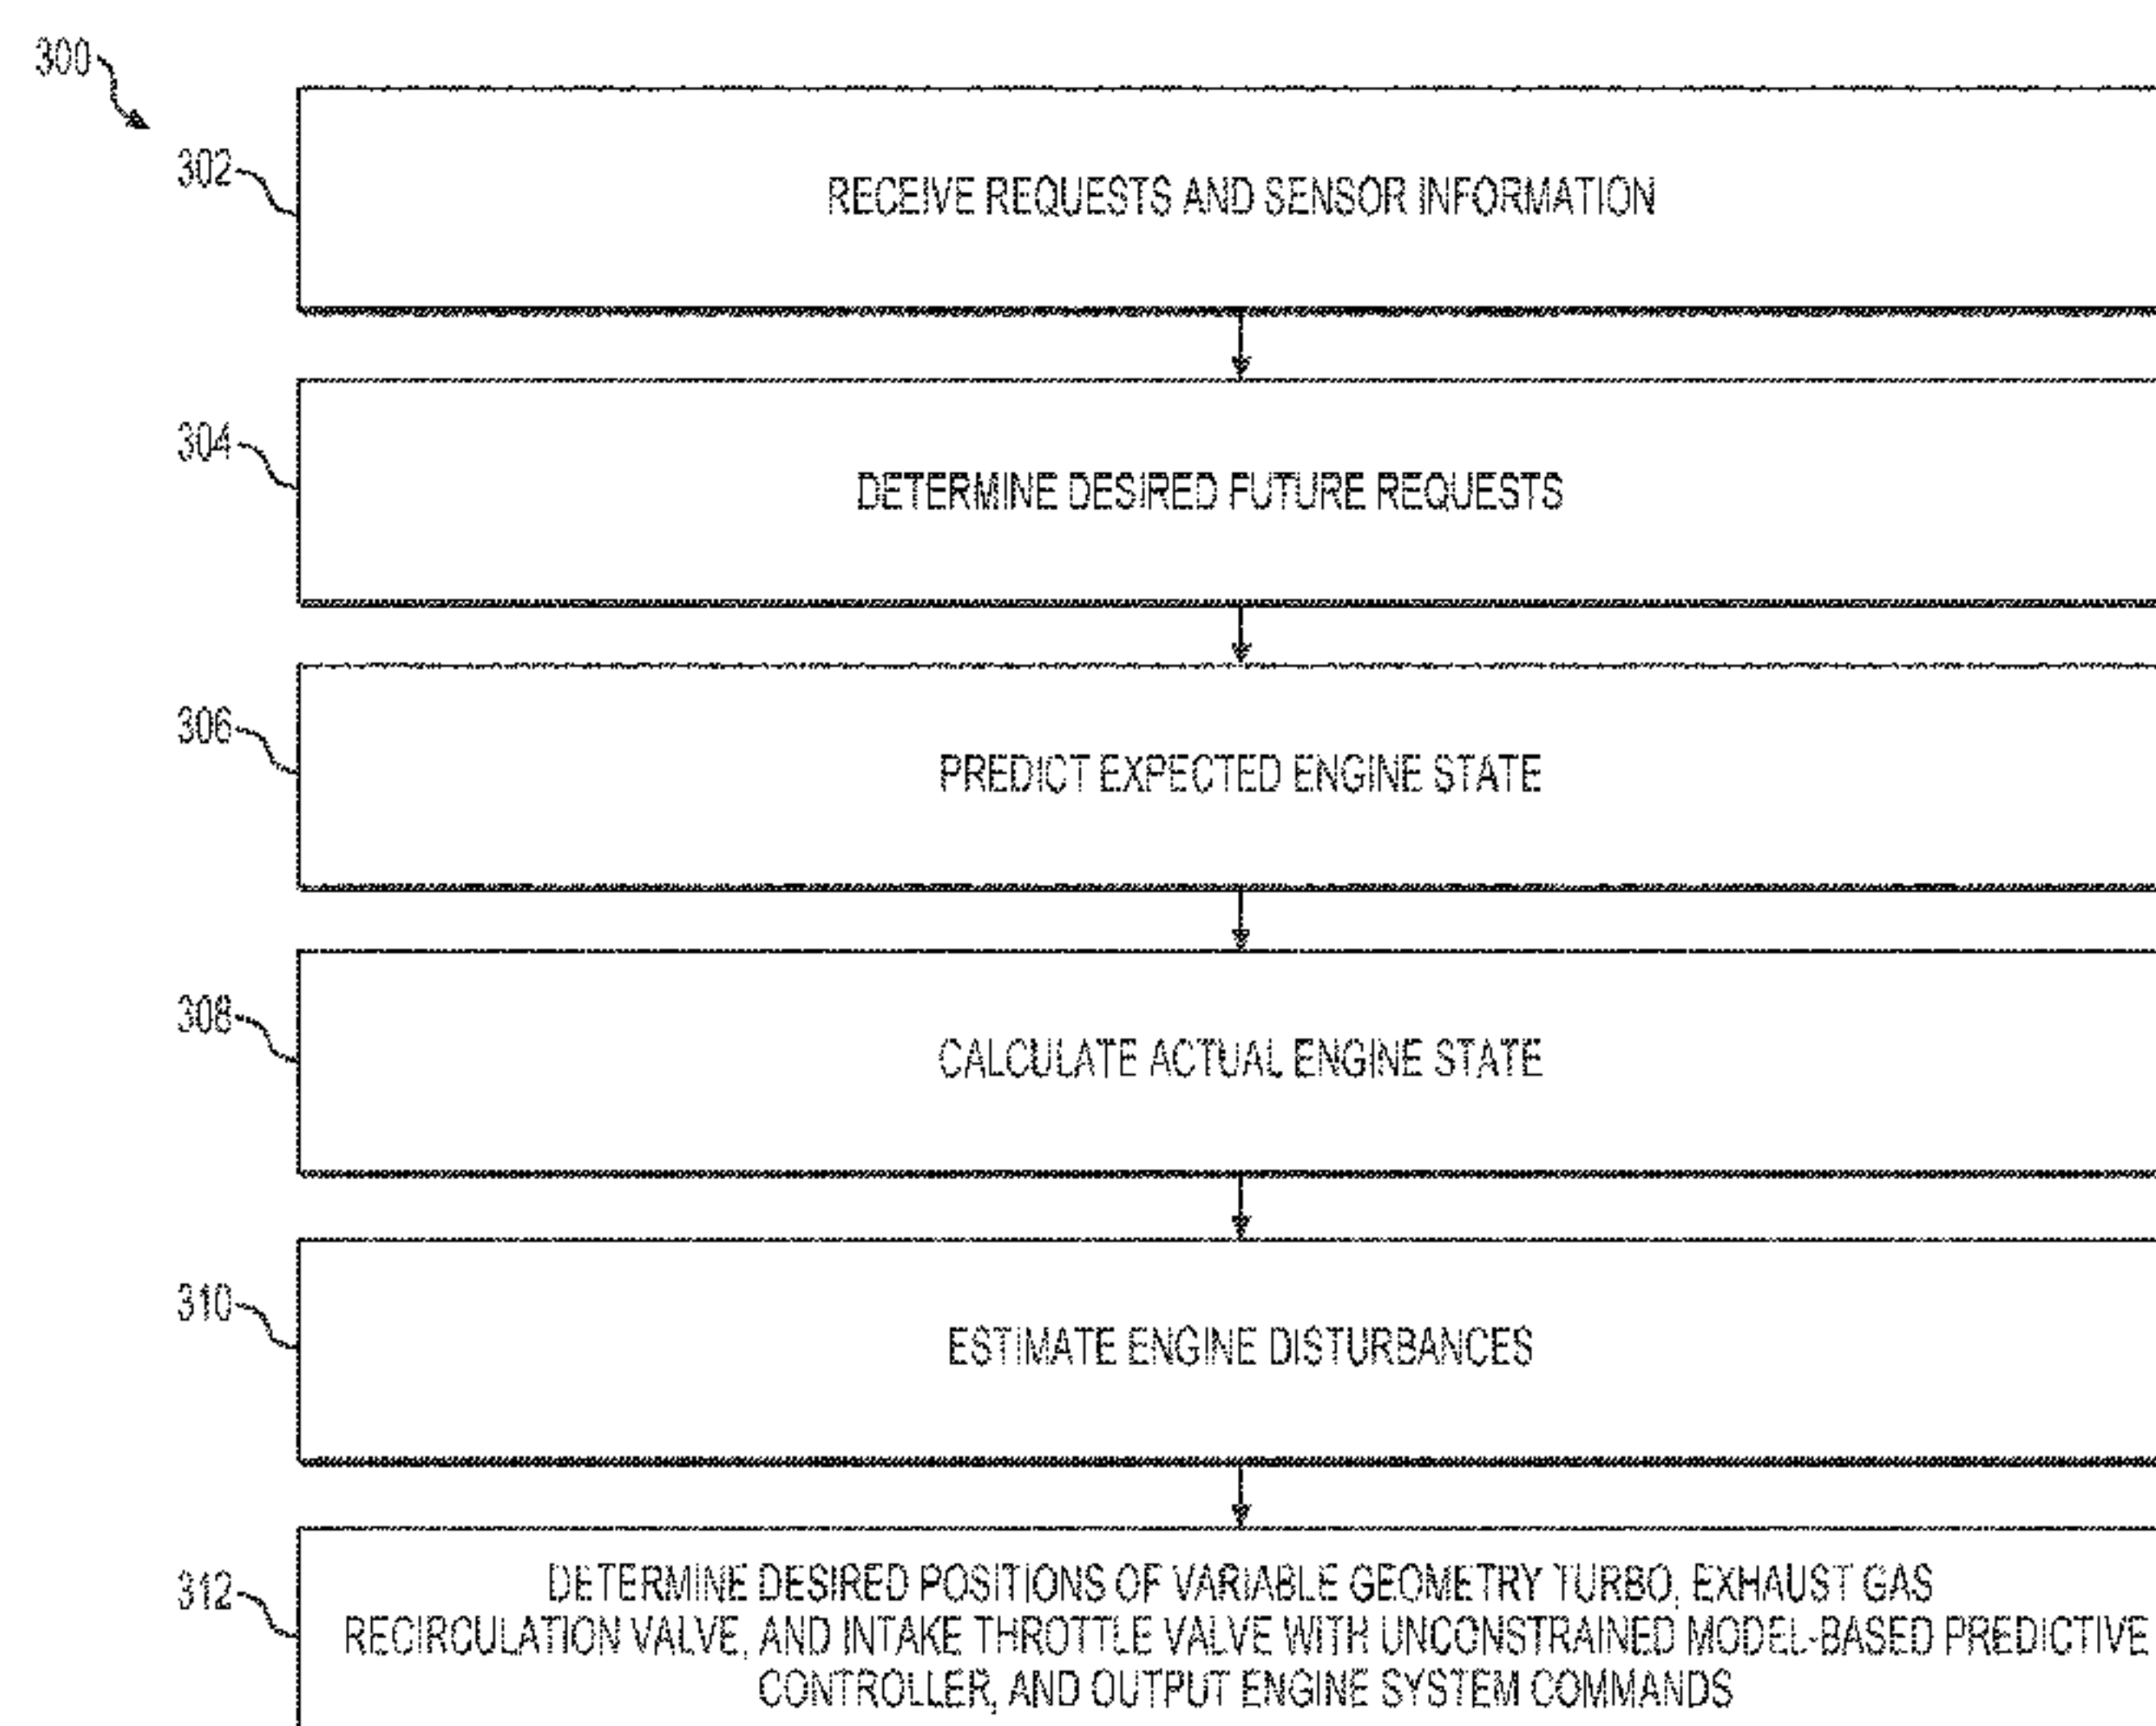 300
302
RECEIVE REQUESTS AND SENSOR INFORMATION
304
DETERMINE DESIRED FUTURE REQUESTS
306
PREDICT EXPECTED ENGINE STATE
308
CALCULATE ACTUAL ENGINE STATE
310
ESTIMATE ENGINE DISTURBANCES
312
DETERMINE DESIRED POSITIONS OF VARIABLE GEOMETRY TURBO, EXHAUST GAS
RECIRCULATION VALVE, AND INTAKE THROTTLE VALVE WITH UNCONSTRAINED MODEL-BASED PREDICTIVE
CONTROLLER, AND OUTPUT ENGINE SYSTEM COMMANDS